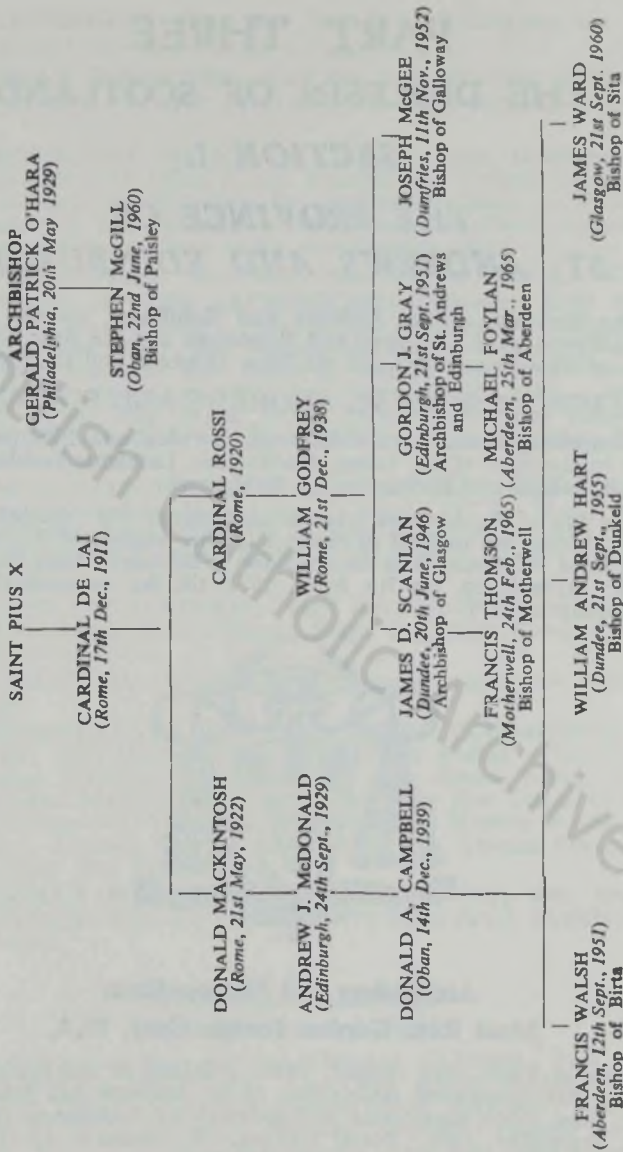 SAINT PIUS X
CARDINAL DE LAI
(Rome, 17th Dec., 1911)
ARCHBISHOP
GERALD PATRICK O'HARA
(Philadelphia, 20th May 1929)
STEPHEN McGILL
(Oban, 22nd June, 1960)
Bishop of Paisley
DONALD MACKINTOSH
(Rome, 21st May, 1922)
CARDINAL ROSSI
(Rome, 1920)
ANDREW J. McDONALD
(Edinburgh, 24th Sept., 1929)
WILLIAM GODFREY
(Rome, 21st Dec., 1938)
DONALD A. CAMPBELL
(Oban, 14th Dec., 1939)
JAMES D. SCANLAN
(Dundee, 20th June, 1946)
Archbishop of Glasgow
GORDON J. GRAY
(Edinburgh, 21st Sept. 1951)
Archbishop of St. Andrews
and Edinburgh
JOSEPH McGEE
(Dumfries, 11th Nov., 1952)
Bishop of Galloway
FRANCIS THOMSON
(Motherwell, 24th Feb., 1965)
Bishop of Motherwell
MICHAEL FOYLAN
(Aberdeen, 25th Mar., 1965)
Bishop of Aberdeen
FRANCIS WALSH
(Aberdeen, 12th Sept., 1951)
Bishop of Birta
WILLIAM ANDREW HART
(Dundee, 21st Sept., 1955)
Bishop of Dunkeld
JAMES WARD
(Glasgow, 21st Sept. 1960)
Bishop of Sita
Catholic Archive